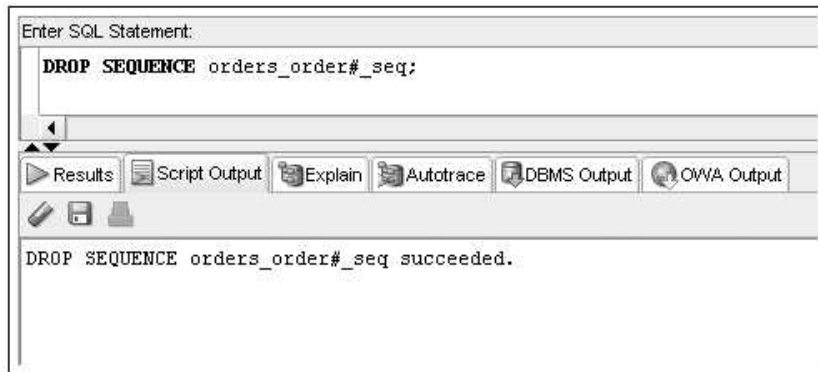 Enter SQL Statement:
DROP SEQUENCE orders_order#_seq;
Results Script Output Explain Autotrace DBMS Output OWA Output
DROP SEQUENCE orders_order#_seq succeeded.